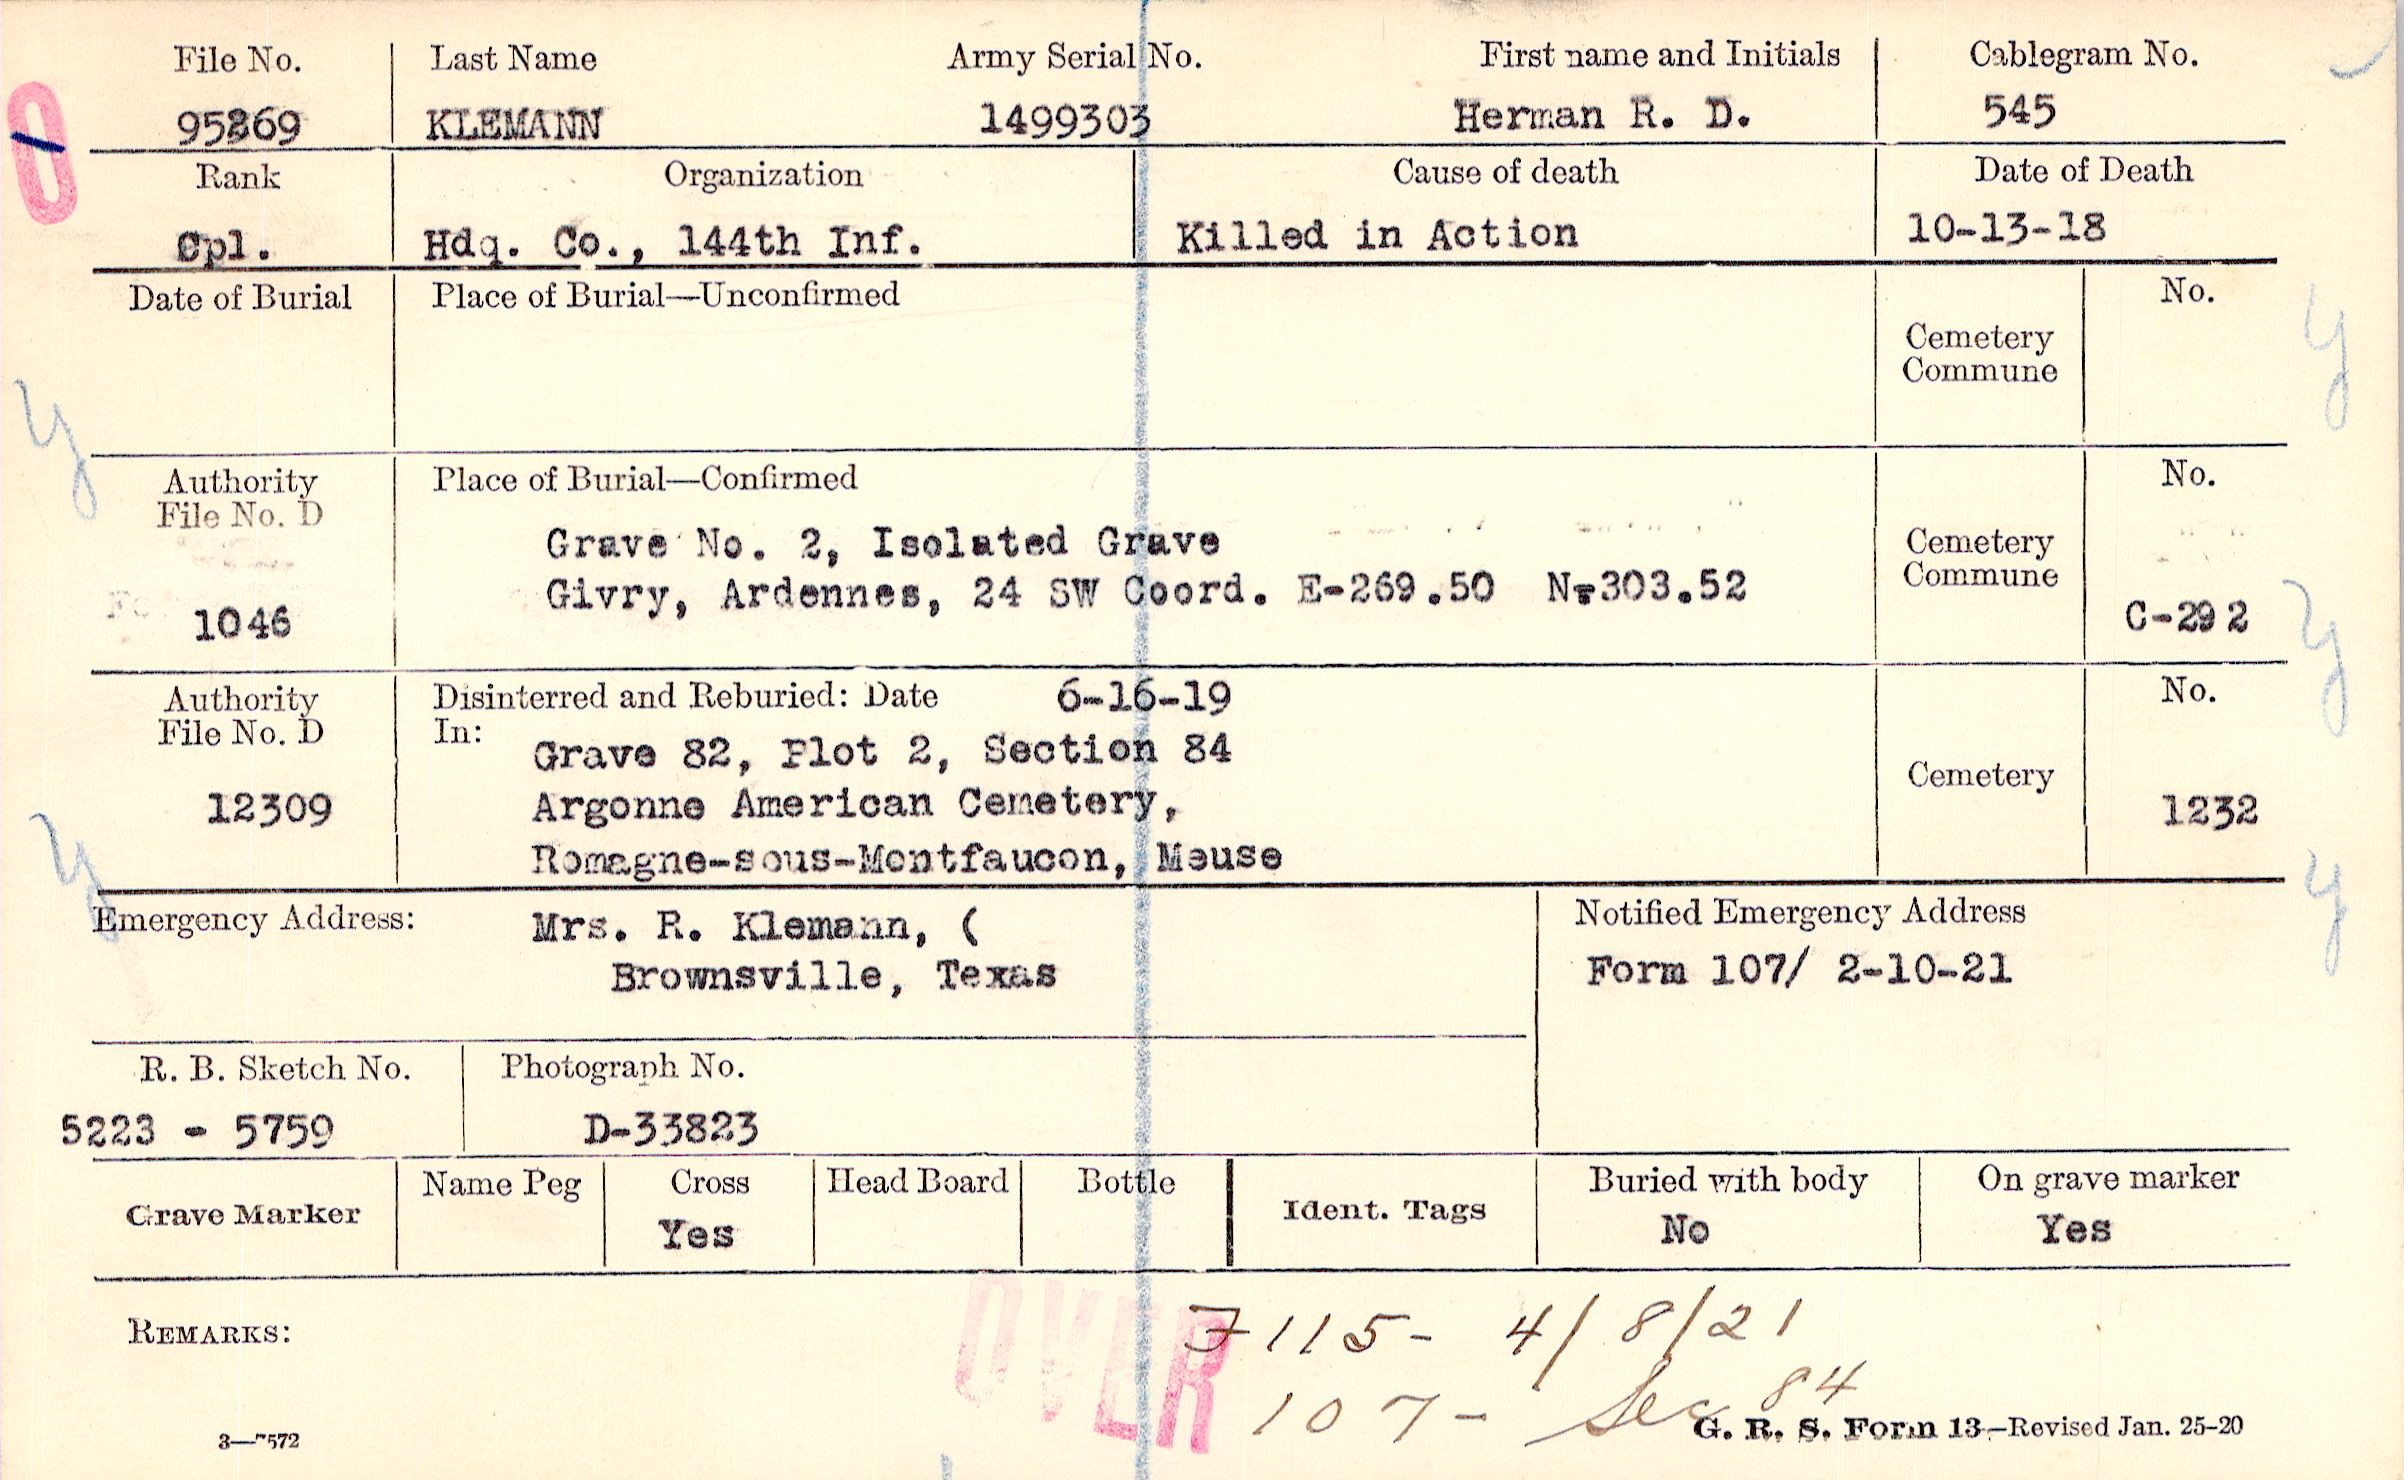 File No. Last Name Army Serial No. First name and Initials Cablegram No.
95869 KLEMANN 1499303 Herman R. D. 545
Rank Organization Cause of death Date of Death
Cpl. Hdq. Co., 144th Inf. Killed in Action 10-13-18
Date of Burial Place of Burial—Unconfirmed No.
Cemetery
Commune
y
y
Authority Place of Burial—Confirmed No.
File No. D
Grave No. 2, Isolated Grave Cemetery
Givry, Ardennes, 24 SW Coord. E-269.50 N-303.52 Commune
1046 C-292
y
Authority Disinterred and Reburied: Date 6-16-19 No.
File No. D In:
Grave 82, Plot 2, Section 84
Cemetery
12309 Argonne American Cemetery, 1232
Romagne-sous-Montfaucon, Meuse
y
y
Emergency Address: Mrs. R. Klemann, ( Notified Emergency Address
Brownsville, Texas Form 107/ 2-10-21
R. B. Sketch No. Photograph No.
5223 - 5759 D-33823
Grave Marker Name Peg Cross Head Board Bottle Ident. Tags Buried with body On grave marker
Yes No Yes
REMARKS: OVER 7115- 4/8/21
107- Sec 84
3—7572 G. R. S. Form 13—Revised Jan. 25-20